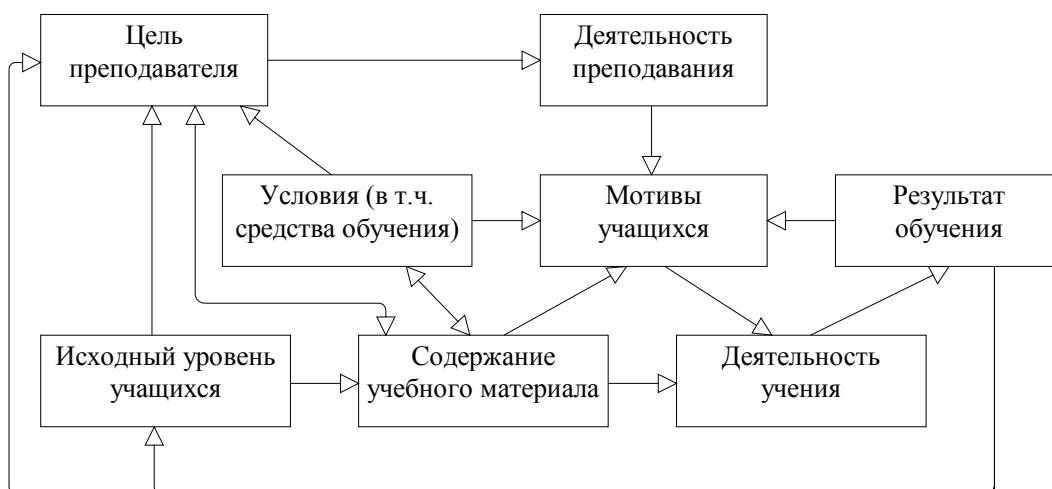 Цель
преподавателя
Деятельность
преподавания
Условия (в т.ч.
средства обучения)
Мотивы
учащихся
Результат
обучения
Исходный уровень
учащихся
Содержание
учебного материала
Деятельность
учения